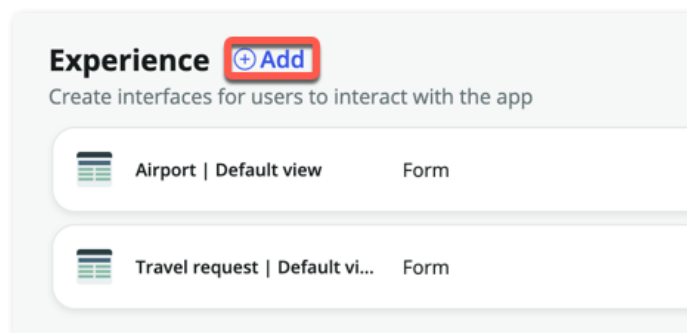 Experience Add
Create interfaces for users to interact with the app
Airport | Default view Form
Travel request | Default vi... Form